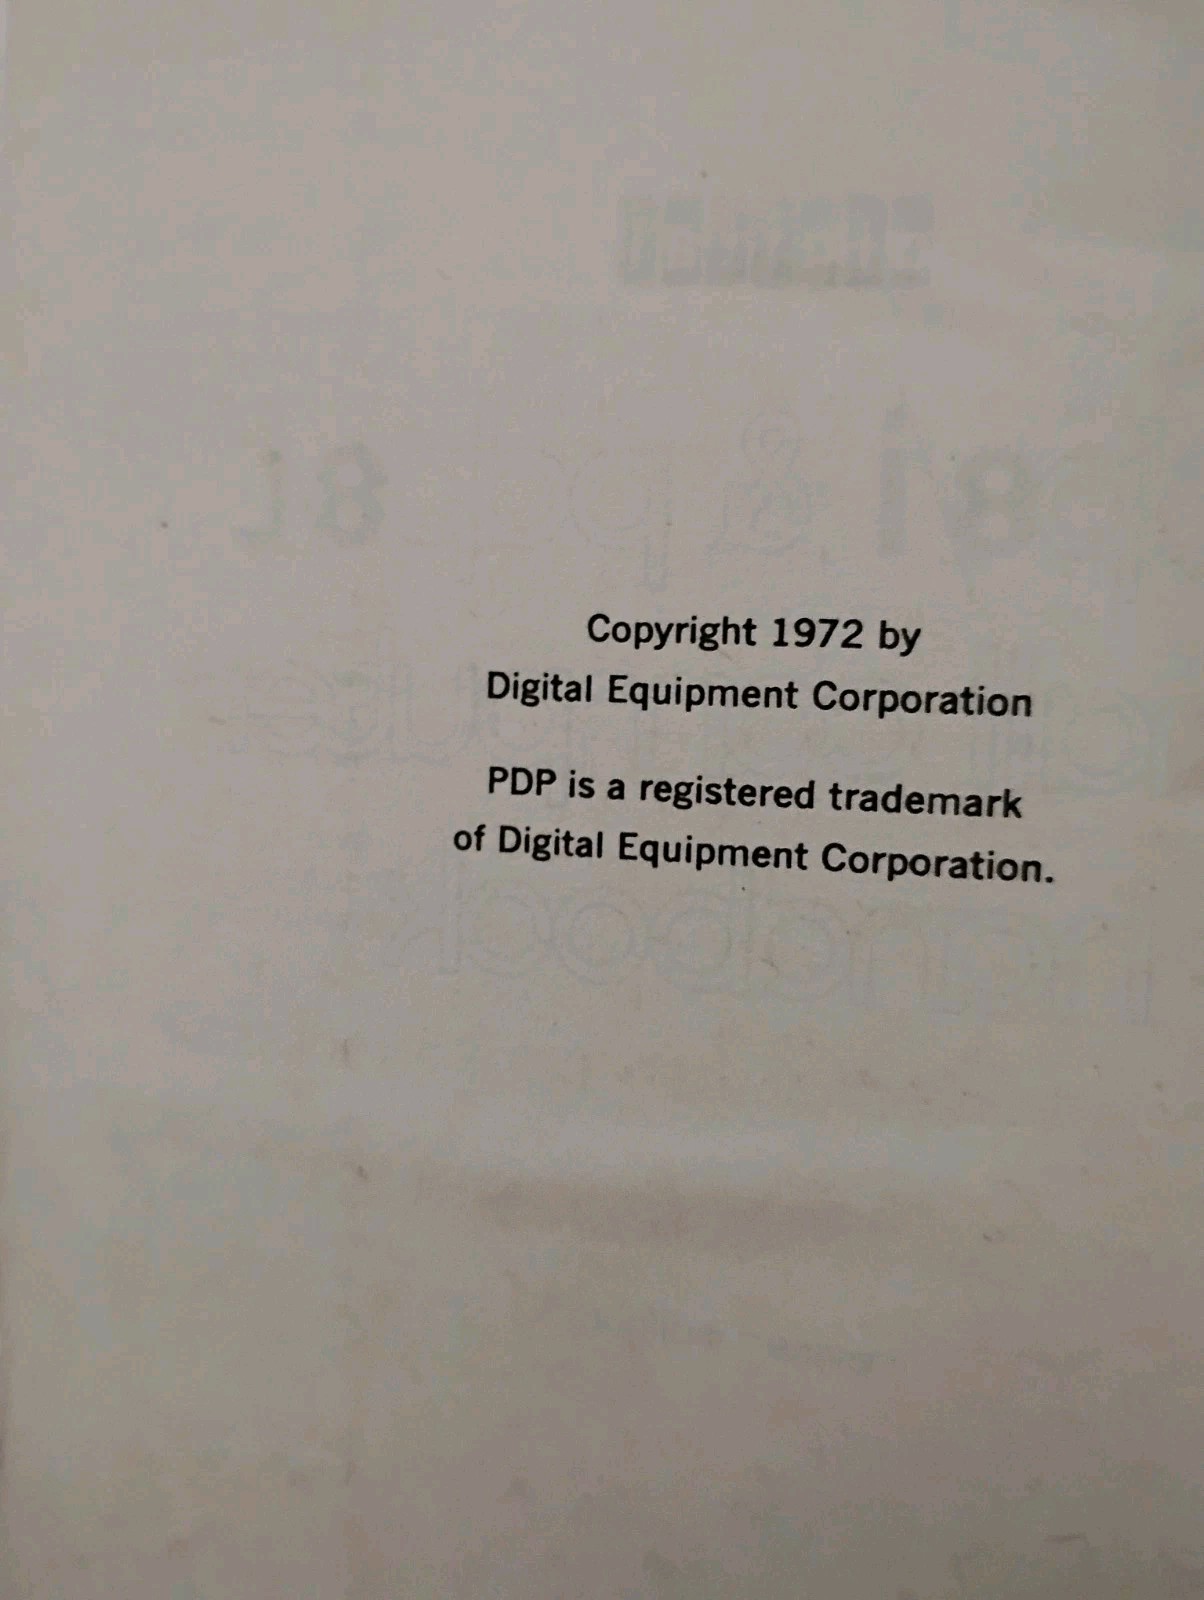 Copyright 1972 by
Digital Equipment Corporation
PDP is a registered trademark
of Digital Equipment Corporation.